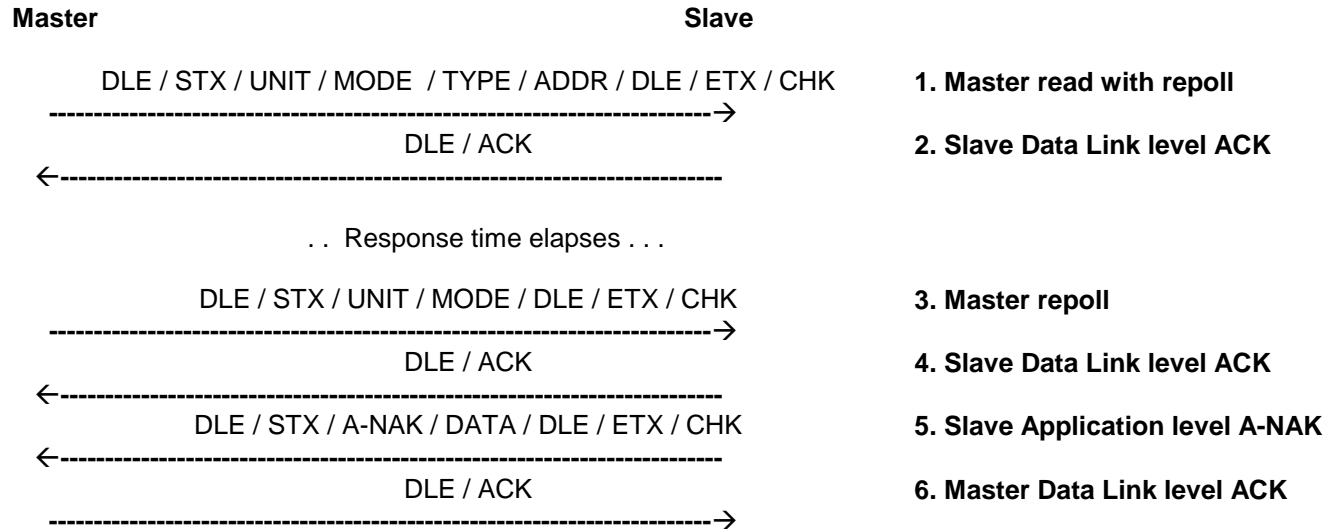 Master Slave
DLE / STX / UNIT / MODE / TYPE / ADDR / DLE / ETX / CHK 1. Master read with repoll
DLE / ACK 2. Slave Data Link level ACK
. . Response time elapses . . .
DLE / STX / UNIT / MODE / DLE / ETX / CHK 3. Master repoll
DLE / ACK 4. Slave Data Link level ACK
DLE / STX / A-NAK / DATA / DLE / ETX / CHK 5. Slave Application level A-NAK
DLE / ACK 6. Master Data Link level ACK